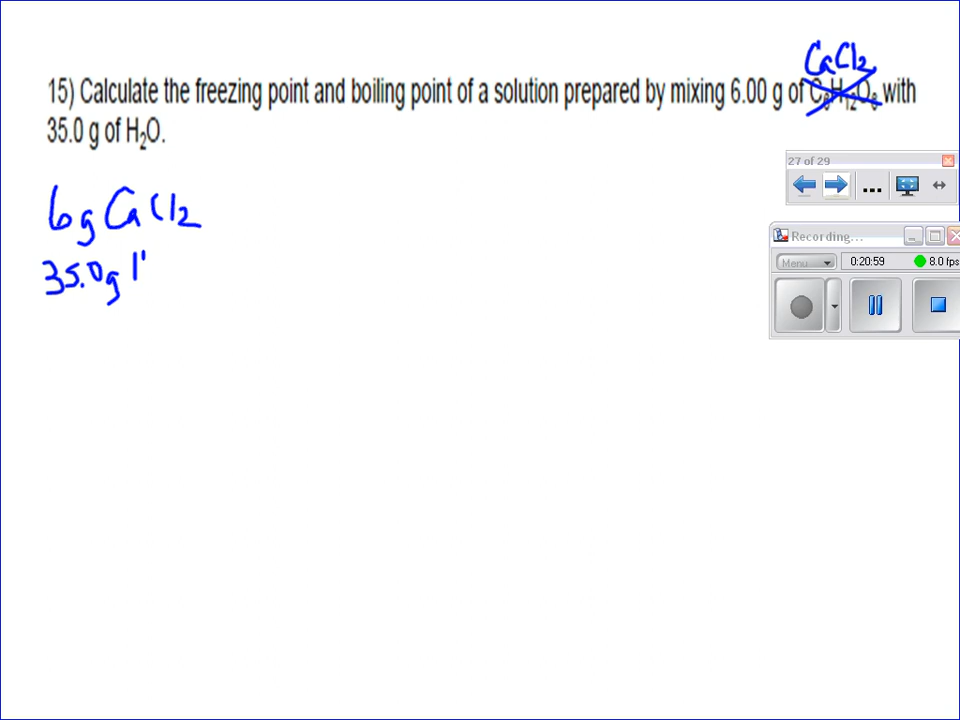 CaCl2
15) Calculate the freezing point and boiling point of a solution prepared by mixing 6.00 g of C6H12O6 with
35.0 g of H2O.
27 of 29
6g CaCl2
...
Recording...
35.0g
Menu
0:20:59
8.0 fps